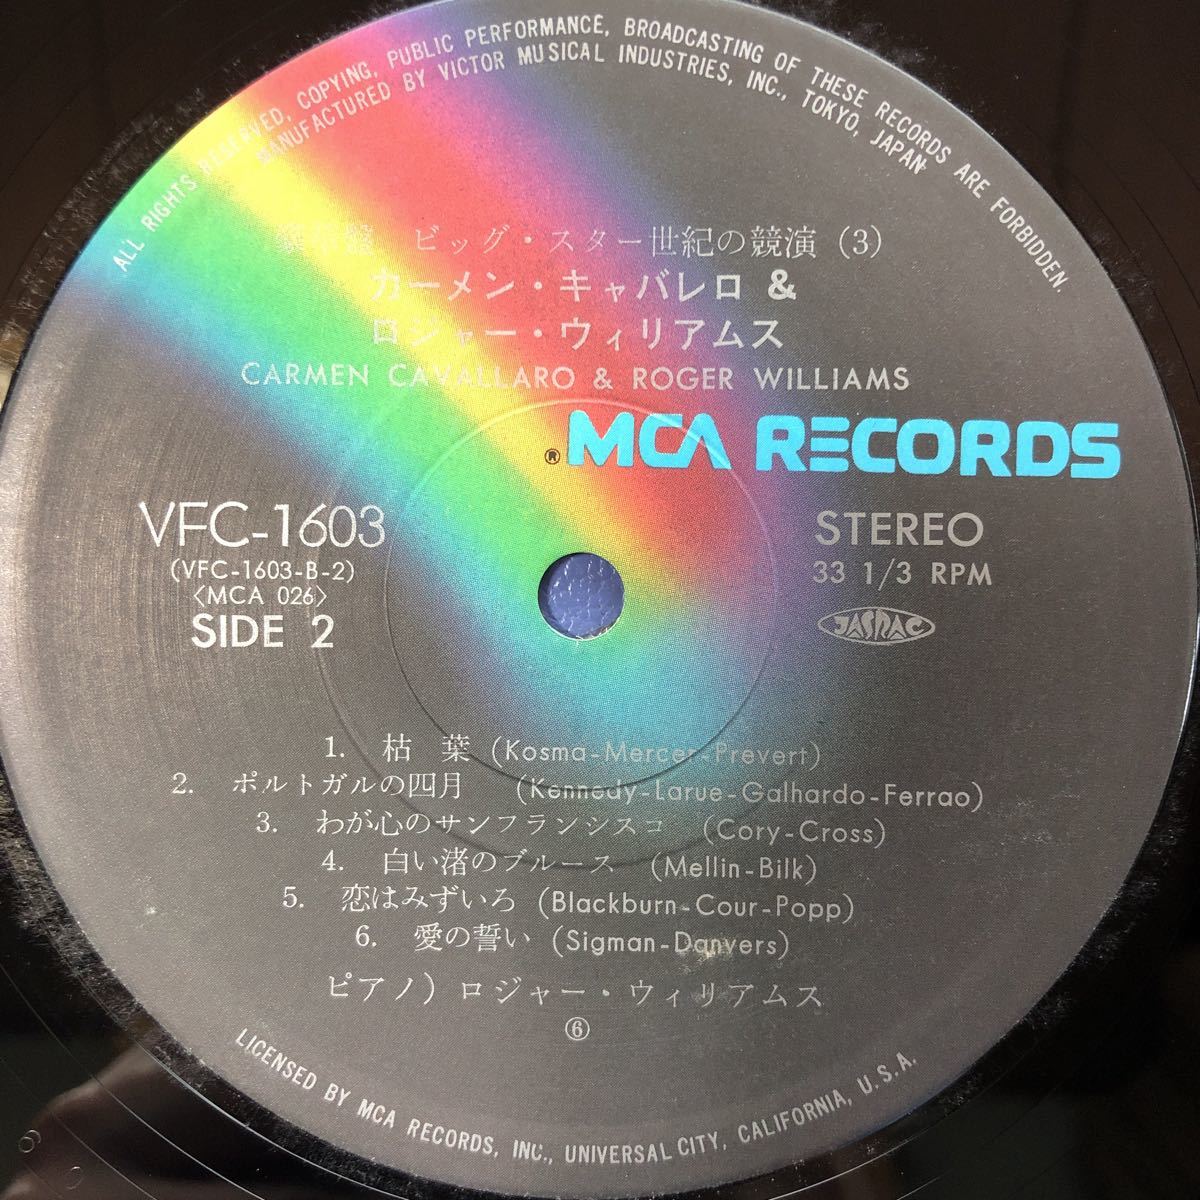 ALL RIGHTS RESERVED, COPYING, PUBLIC PERFORMANCE, BROADCASTING OF THESE RECORDS ARE FORBIDDEN.
MANUFACTURED BY VICTOR MUSICAL INDUSTRIES, INC., TOKYO, JAPAN
豪華盤 ビッグ・スター世紀の競演 (3)
カーメン・キャバレロ &
ロジャー・ウィリアムス
CARMEN CAVALLARO & ROGER WILLIAMS
® MCA RECORDS
VFC-1603
(VFC-1603-B-2)
〈MCA 026〉
SIDE 2
STEREO
33 1/3 RPM
JASRAC
1. 枯 葉 (Kosma-Mercer-Prevert)
2. ポルトガルの四月 (Kennedy-Larue-Galhardo-Ferrao)
3. わが心のサンフランシスコ (Cory-Cross)
4. 白い渚のブルース (Mellin-Bilk)
5. 恋はみずいろ (Blackburn-Cour-Popp)
6. 愛の誓い (Sigman-Danvers)
ピアノ) ロジャー・ウィリアムス
⑥
LICENSED BY MCA RECORDS, INC., UNIVERSAL CITY, CALIFORNIA, U.S.A.